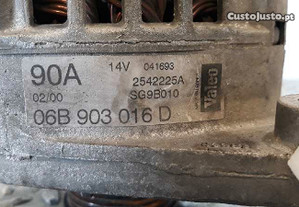 CustoJusto.pt
90A 14V 041693
2542225A
02/00 SG9B010
06B 903 016 D
Valeo